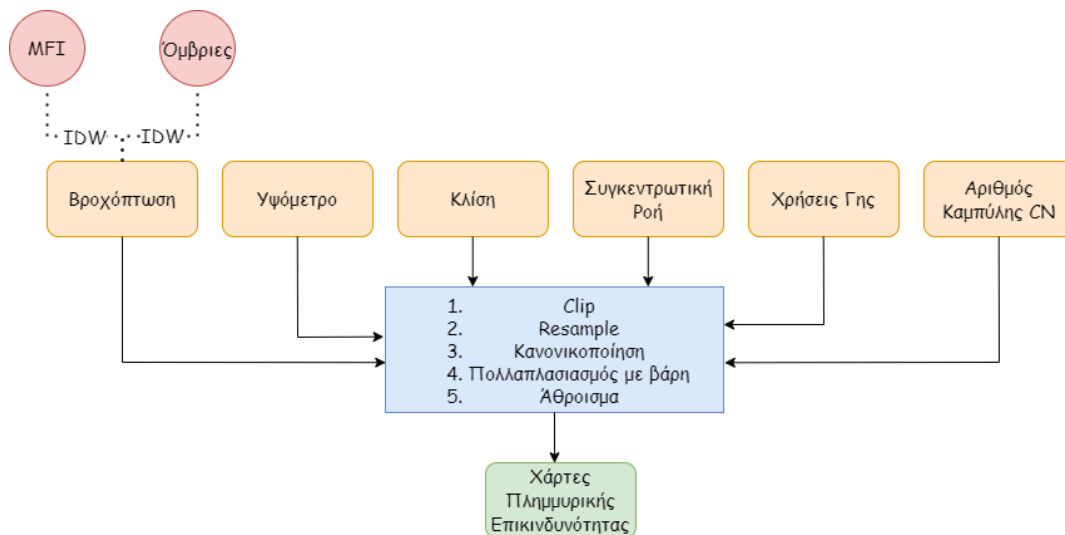 MFI
Όμβριες
IDW
IDW
Βροχόπτωση
Υψόμετρο
Κλίση
Συγκεντρωτική
Ροή
Χρήσεις Γης
Αριθμός
Καμπύλης CN
1. Clip
2. Resample
3. Κανονικοποίηση
4. Πολλαπλασιασμός με βάρη
5. Άθροισμα
Χάρτες
Πλημμυρικής
Επικινδυνότητας